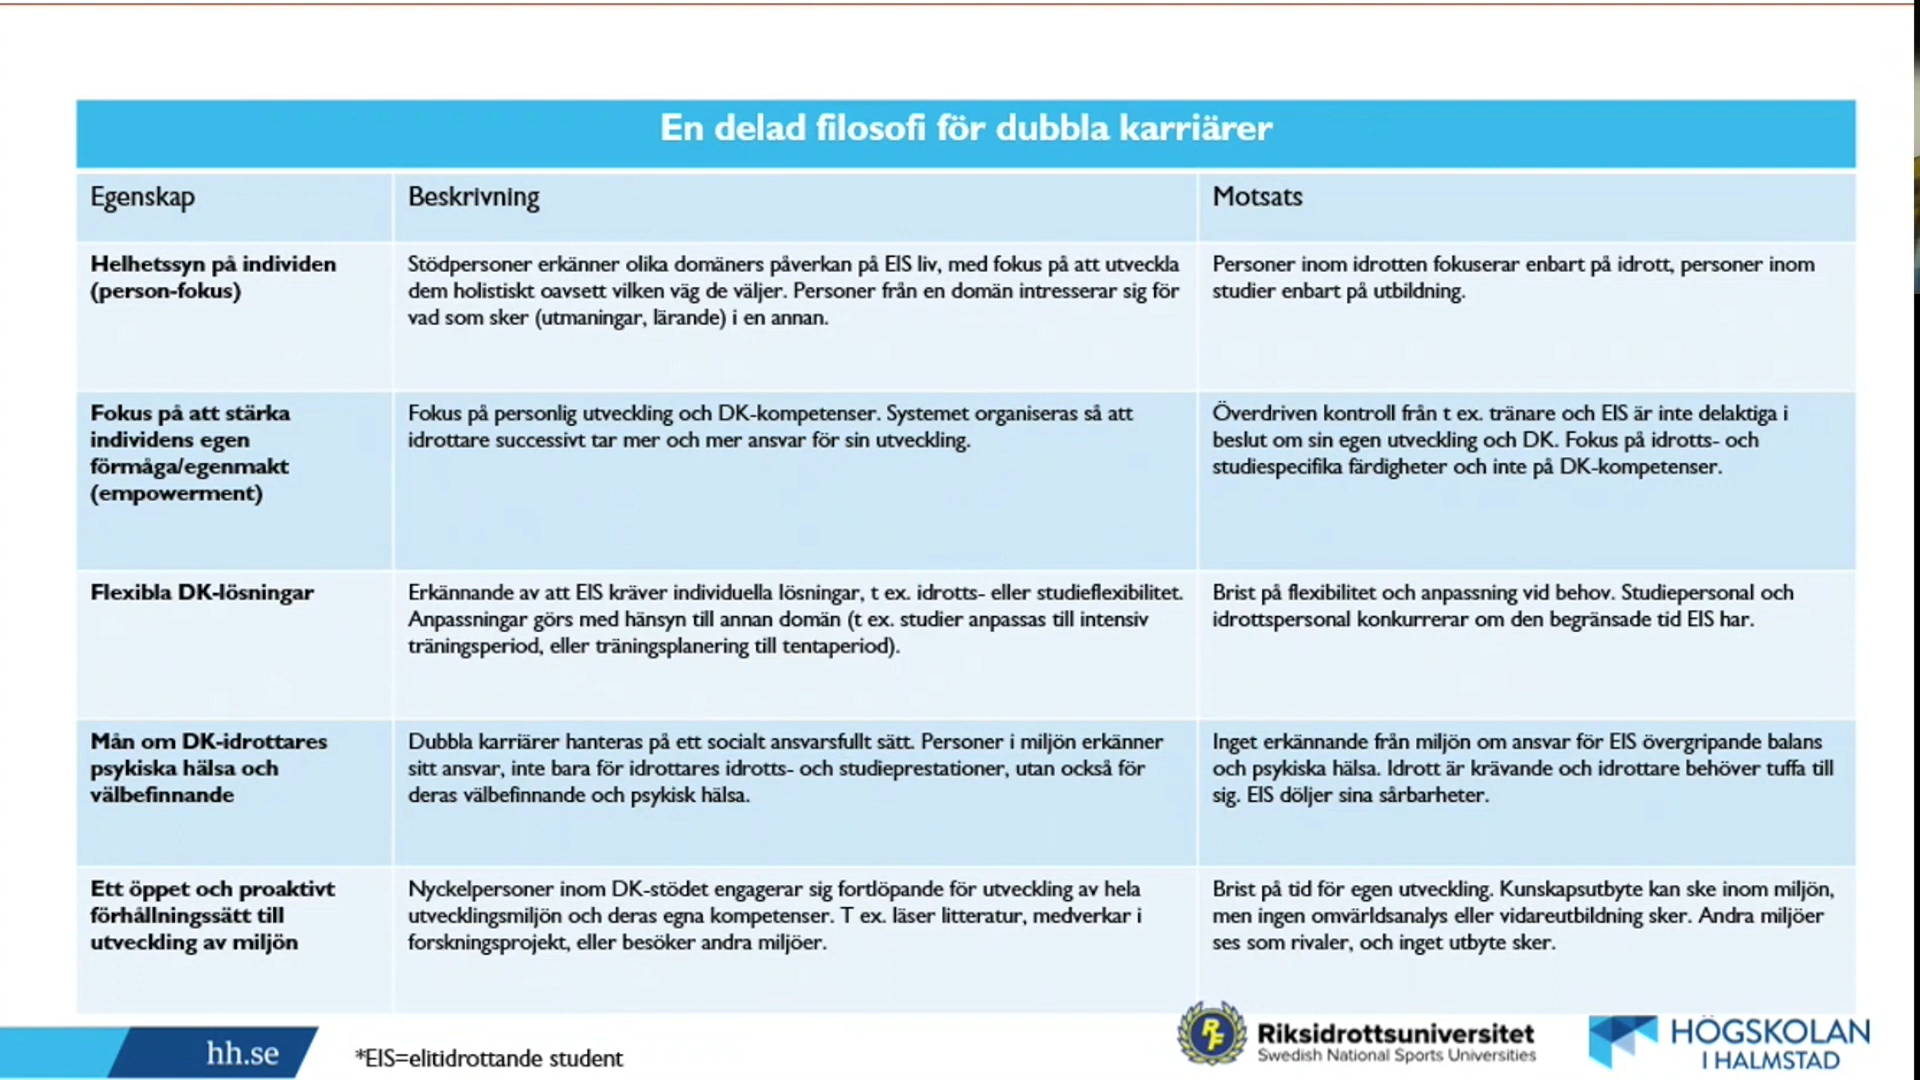 En delad filosofi för dubbla karriärer
Egenskap
Beskrivning
Motsats
Helhetssyn på individen
(person-fokus)
Stödpersoner erkänner olika domäners påverkan på EIS liv, med fokus på att utveckla
dem holistiskt oavsett vilken väg de väljer. Personer från en domän intresserar sig för
vad som sker (utmaningar, lärande) i en annan.
Personer inom idrotten fokuserar enbart på idrott, personer inom
studier enbart på utbildning.
Fokus på att stärka
individens egen
förmåga/egenmakt
(empowerment)
Fokus på personlig utveckling och DK-kompetenser. Systemet organiseras så att
idrottare successivt tar mer och mer ansvar för sin utveckling.
Överdriven kontroll från t ex. tränare och EIS är inte delaktiga i
beslut om sin egen utveckling och DK. Fokus på idrotts- och
studiespecifika färdigheter och inte på DK-kompetenser.
Flexibla DK-lösningar
Erkännande av att EIS kräver individuella lösningar, t ex. idrotts- eller studieflexibilitet.
Anpassningar görs med hänsyn till annan domän (t ex. studier anpassas till intensiv
träningsperiod, eller träningsplanering till tentaperiod).
Brist på flexibilitet och anpassning vid behov. Studiepersonal och
idrottspersonal konkurrerar om den begränsade tid EIS har.
Mån om DK-idrottares
psykiska hälsa och
välbefinnande
Dubbla karriärer hanteras på ett socialt ansvarsfullt sätt. Personer i miljön erkänner
sitt ansvar, inte bara för idrottares idrotts- och studieprestationer, utan också för
deras välbefinnande och psykisk hälsa.
Inget erkännande från miljön om ansvar för EIS övergripande balans
och psykiska hälsa. Idrott är krävande och idrottare behöver tuffa till
sig. EIS döljer sina sårbarheter.
Ett öppet och proaktivt
förhållningssätt till
utveckling av miljön
Nyckelpersoner inom DK-stödet engagerar sig fortlöpande för utveckling av hela
utvecklingsmiljön och deras egna kompetenser. T ex. läser litteratur, medverkar i
forskningsprojekt, eller besöker andra miljöer.
Brist på tid för egen utveckling. Kunskapsutbyte kan ske inom miljön,
men ingen omvärldsanalys eller vidareutbildning sker. Andra miljöer
ses som rivaler, och inget utbyte sker.
hh.se
*EIS=elitidrottande student
RF
Riksidrottsuniversitet
Swedish National Sports Universities
HÖGSKOLAN
I HALMSTAD